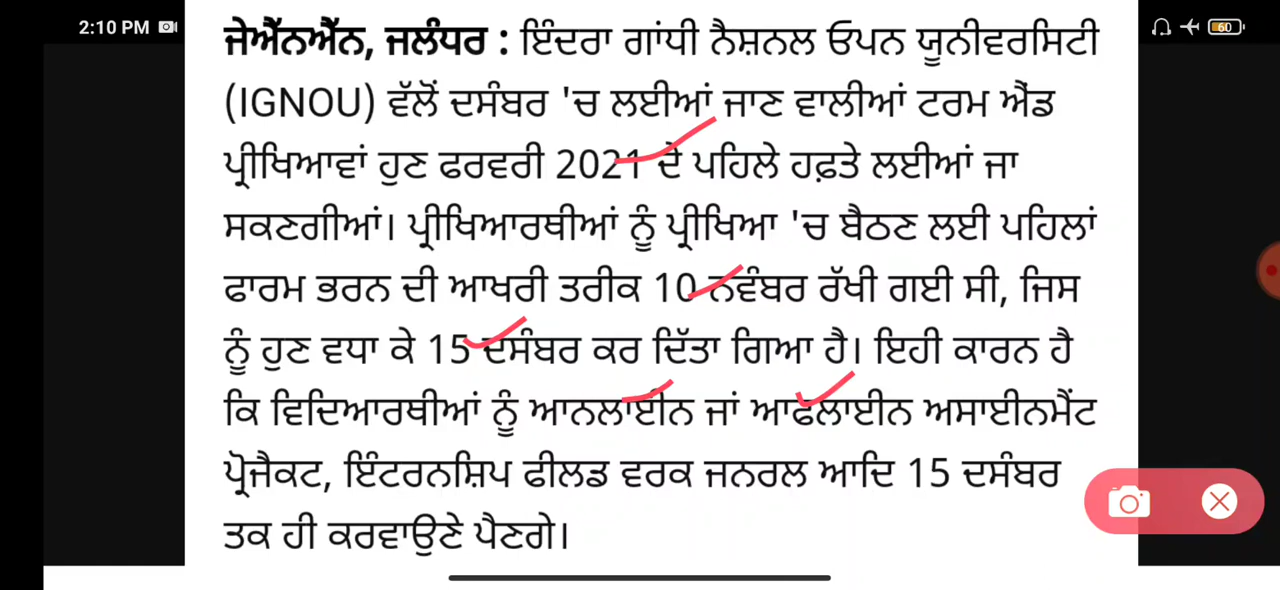 2:10 PM
60
ਜੇਐੱਨਐੱਨ, ਜਲੰਧਰ : ਇੰਦਰਾ ਗਾਂਧੀ ਨੈਸ਼ਨਲ ਓਪਨ ਯੂਨੀਵਰਸਿਟੀ
(IGNOU) ਵੱਲੋਂ ਦਸੰਬਰ 'ਚ ਲਈਆਂ ਜਾਣ ਵਾਲੀਆਂ ਟਰਮ ਐਂਡ
ਪ੍ਰੀਖਿਆਵਾਂ ਹੁਣ ਫਰਵਰੀ 2021 ਦੇ ਪਹਿਲੇ ਹਫ਼ਤੇ ਲਈਆਂ ਜਾ
ਸਕਣਗੀਆਂ। ਪ੍ਰੀਖਿਆਰਥੀਆਂ ਨੂੰ ਪ੍ਰੀਖਿਆ 'ਚ ਬੈਠਣ ਲਈ ਪਹਿਲਾਂ
ਫਾਰਮ ਭਰਨ ਦੀ ਆਖਰੀ ਤਰੀਕ 10 ਨਵੰਬਰ ਰੱਖੀ ਗਈ ਸੀ, ਜਿਸ
ਨੂੰ ਹੁਣ ਵਧਾ ਕੇ 15 ਦਸੰਬਰ ਕਰ ਦਿੱਤਾ ਗਿਆ ਹੈ। ਇਹੀ ਕਾਰਨ ਹੈ
ਕਿ ਵਿਦਿਆਰਥੀਆਂ ਨੂੰ ਆਨਲਾਈਨ ਜਾਂ ਆਫਲਾਈਨ ਅਸਾਈਨਮੈਂਟ
ਪ੍ਰੋਜੈਕਟ, ਇੰਟਰਨਸ਼ਿਪ ਫੀਲਡ ਵਰਕ ਜਨਰਲ ਆਦਿ 15 ਦਸੰਬਰ
ਤਕ ਹੀ ਕਰਵਾਉਣੇ ਪੈਣਗੇ।